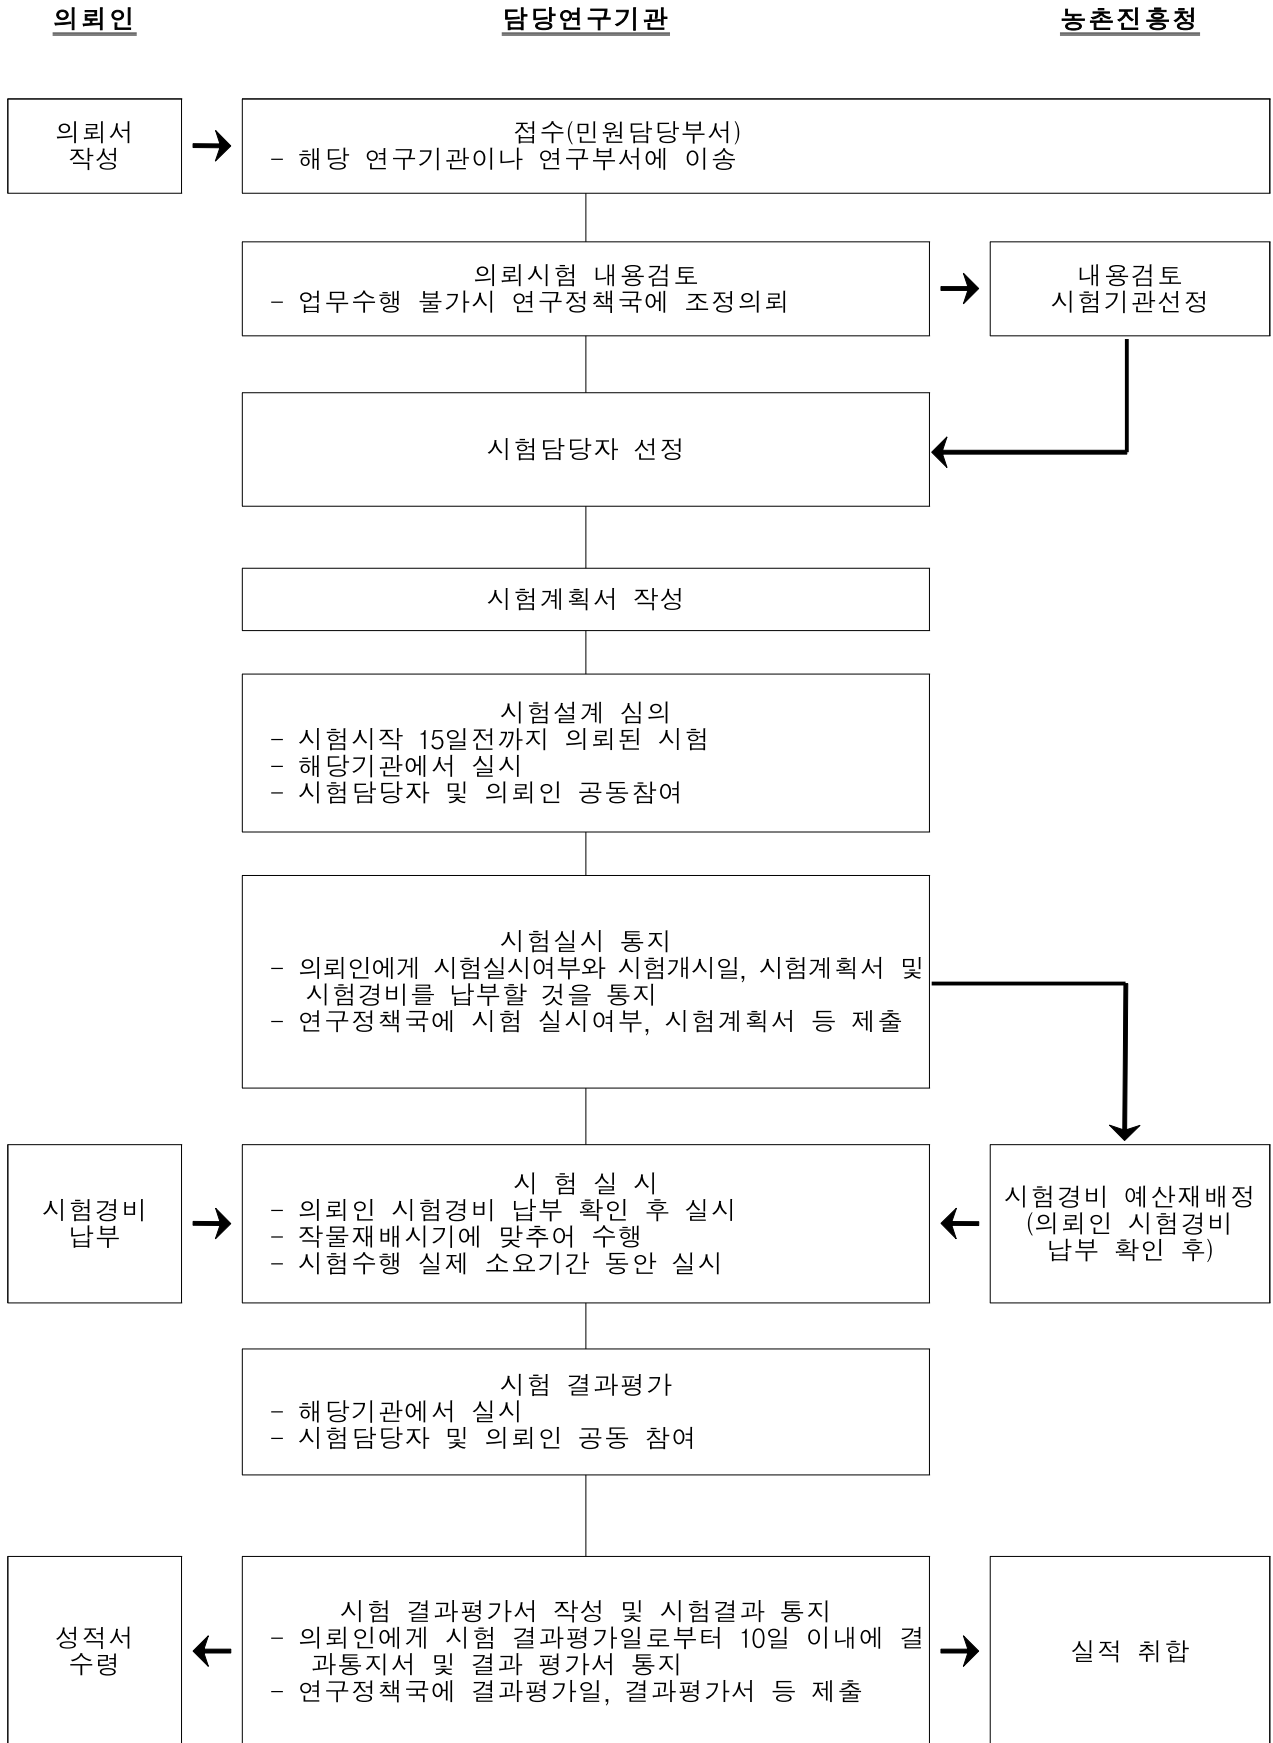 의뢰인
담당연구기관
농촌진흥청
의뢰서
작성
접수(민원담당부서)
- 해당 연구기관이나 연구부서에 이송
의뢰시험 내용검토
- 업무수행 불가시 연구정책국에 조정의뢰
내용검토
시험기관선정
시험담당자 선정
시험계획서 작성
시험설계 심의
- 시험시작 15일전까지 의뢰된 시험
- 해당기관에서 실시
- 시험담당자 및 의뢰인 공동참여
시험실시 통지
- 의뢰인에게 시험실시여부와 시험개시일, 시험계획서 및
시험경비를 납부할 것을 통지
- 연구정책국에 시험 실시여부, 시험계획서 등 제출
시험경비
납부
시 험 실 시
- 의뢰인 시험경비 납부 확인 후 실시
- 작물재배시기에 맞추어 수행
- 시험수행 실제 소요기간 동안 실시
시험경비 예산재배정
(의뢰인 시험경비
납부 확인 후)
시험 결과평가
- 해당기관에서 실시
- 시험담당자 및 의뢰인 공동 참여
성적서
수령
시험 결과평가서 작성 및 시험결과 통지
- 의뢰인에게 시험 결과평가일로부터 10일 이내에 결
과통지서 및 결과 평가서 통지
- 연구정책국에 결과평가일, 결과평가서 등 제출
실적 취합